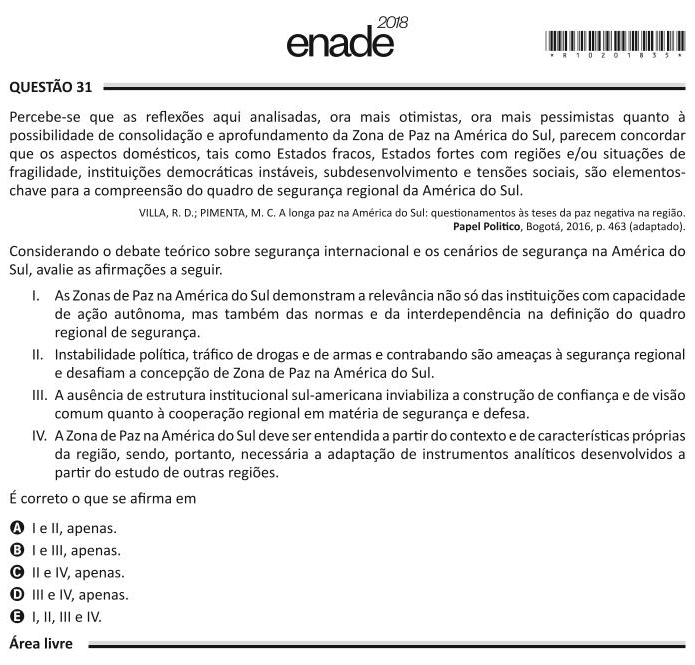 2018
enade
* R 1 0 2 0 1 8 3 5 *
QUESTÃO 31
Percebe-se que as reflexões aqui analisadas, ora mais otimistas, ora mais pessimistas quanto à
possibilidade de consolidação e aprofundamento da Zona de Paz na América do Sul, parecem concordar
que os aspectos domésticos, tais como Estados fracos, Estados fortes com regiões e/ou situações de
fragilidade, instituições democráticas instáveis, subdesenvolvimento e tensões sociais, são elementos-
chave para a compreensão do quadro de segurança regional da América do Sul.
VILLA, R. D.; PIMENTA, M. C. A longa paz na América do Sul: questionamentos às teses da paz negativa na região.
Papel Politico, Bogotá, 2016, p. 463 (adaptado).
Considerando o debate teórico sobre segurança internacional e os cenários de segurança na América do
Sul, avalie as afirmações a seguir.
I. As Zonas de Paz na América do Sul demonstram a relevância não só das instituições com capacidade
de ação autônoma, mas também das normas e da interdependência na definição do quadro
regional de segurança.
II. Instabilidade política, tráfico de drogas e de armas e contrabando são ameaças à segurança regional
e desafiam a concepção de Zona de Paz na América do Sul.
III. A ausência de estrutura institucional sul-americana inviabiliza a construção de confiança e de visão
comum quanto à cooperação regional em matéria de segurança e defesa.
IV. A Zona de Paz na América do Sul deve ser entendida a partir do contexto e de características próprias
da região, sendo, portanto, necessária a adaptação de instrumentos analíticos desenvolvidos a
partir do estudo de outras regiões.
É correto o que se afirma em
A I e II, apenas.
B I e III, apenas.
C II e IV, apenas.
D III e IV, apenas.
E I, II, III e IV.
Área livre